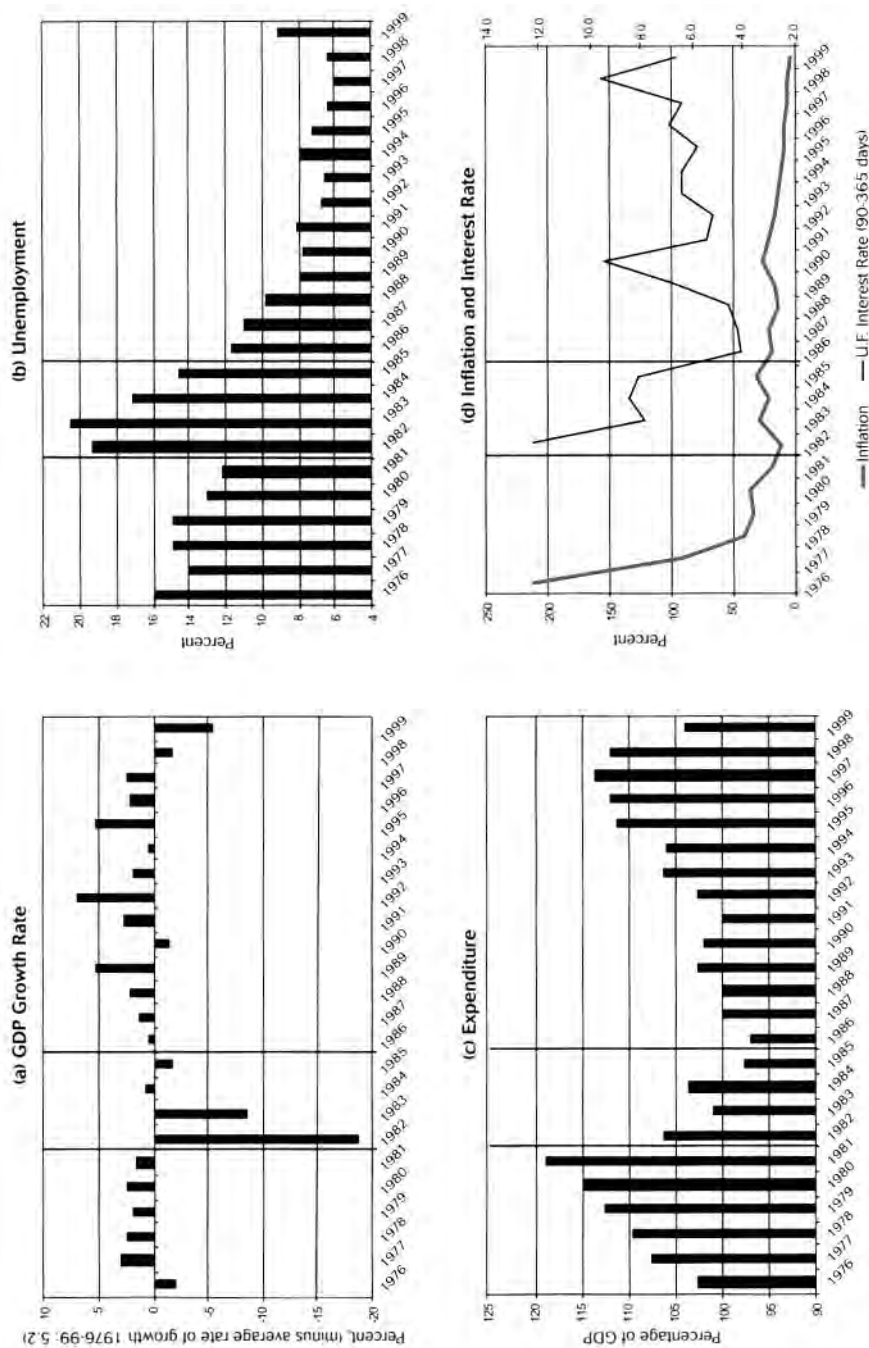 (a) GDP Growth Rate
Percent, (minus average rate of growth 1976-99: 5.2)
10
5
0
-5
-10
-15
-20
1976 1977 1978 1979 1980 1981 1982 1983 1984 1985 1986 1987 1988 1989 1990 1991 1992 1993 1994 1995 1996 1997 1998 1999
(b) Unemployment
Percent
22
20
18
16
14
12
10
8
6
4
1976 1977 1978 1979 1980 1981 1982 1983 1984 1985 1986 1987 1988 1989 1990 1991 1992 1993 1994 1995 1996 1997 1998 1999
(c) Expenditure
Percentage of GDP
125
120
115
110
105
100
95
90
1976 1977 1978 1979 1980 1981 1982 1983 1984 1985 1986 1987 1988 1989 1990 1991 1992 1993 1994 1995 1996 1997 1998 1999
(d) Inflation and Interest Rate
Percent
250
200
150
100
50
0
14.0
12.0
10.0
8.0
6.0
4.0
2.0
1976 1977 1978 1979 1980 1981 1982 1983 1984 1985 1986 1987 1988 1989 1990 1991 1992 1993 1994 1995 1996 1997 1998 1999
Inflation U.F. Interest Rate (90-365 days)